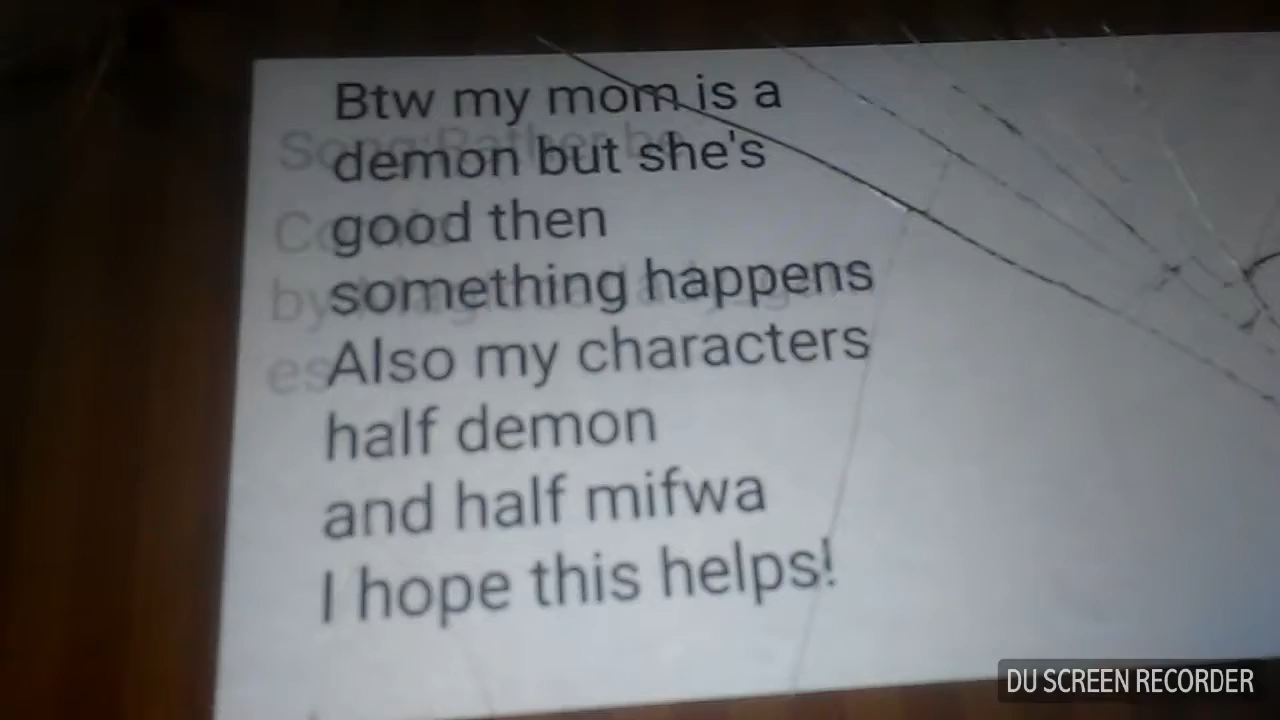 Btw my mom is a
demon but she's
good then
something happens
Also my characters
half demon
and half mifwa
I hope this helps!
DU SCREEN RECORDER